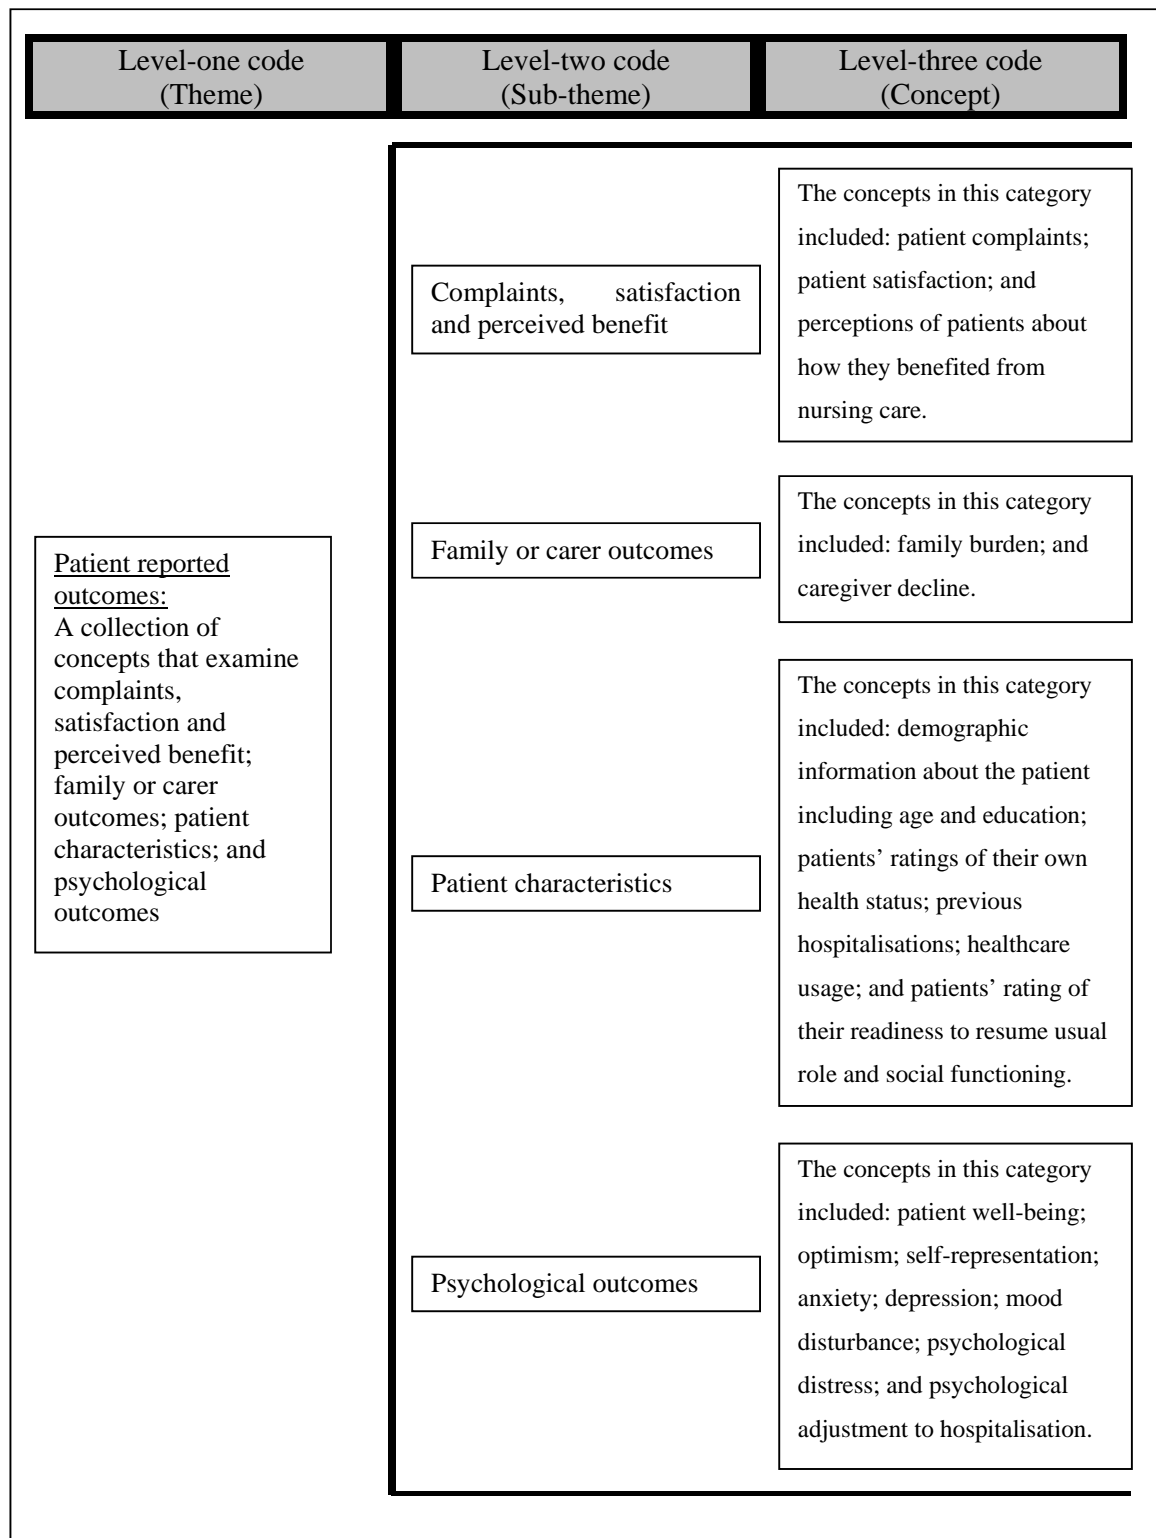 Level-one code
(Theme)
Level-two code
(Sub-theme)
Level-three code
(Concept)
Patient reported
outcomes:
A collection of
concepts that examine
complaints,
satisfaction and
perceived benefit;
family or carer
outcomes; patient
characteristics; and
psychological
outcomes
Complaints, satisfaction
and perceived benefit
The concepts in this category
included: patient complaints;
patient satisfaction; and
perceptions of patients about
how they benefited from
nursing care.
Family or carer outcomes
The concepts in this category
included: family burden; and
caregiver decline.
Patient characteristics
The concepts in this category
included: demographic
information about the patient
including age and education;
patients’ ratings of their own
health status; previous
hospitalisations; healthcare
usage; and patients’ rating of
their readiness to resume usual
role and social functioning.
Psychological outcomes
The concepts in this category
included: patient well-being;
optimism; self-representation;
anxiety; depression; mood
disturbance; psychological
distress; and psychological
adjustment to hospitalisation.